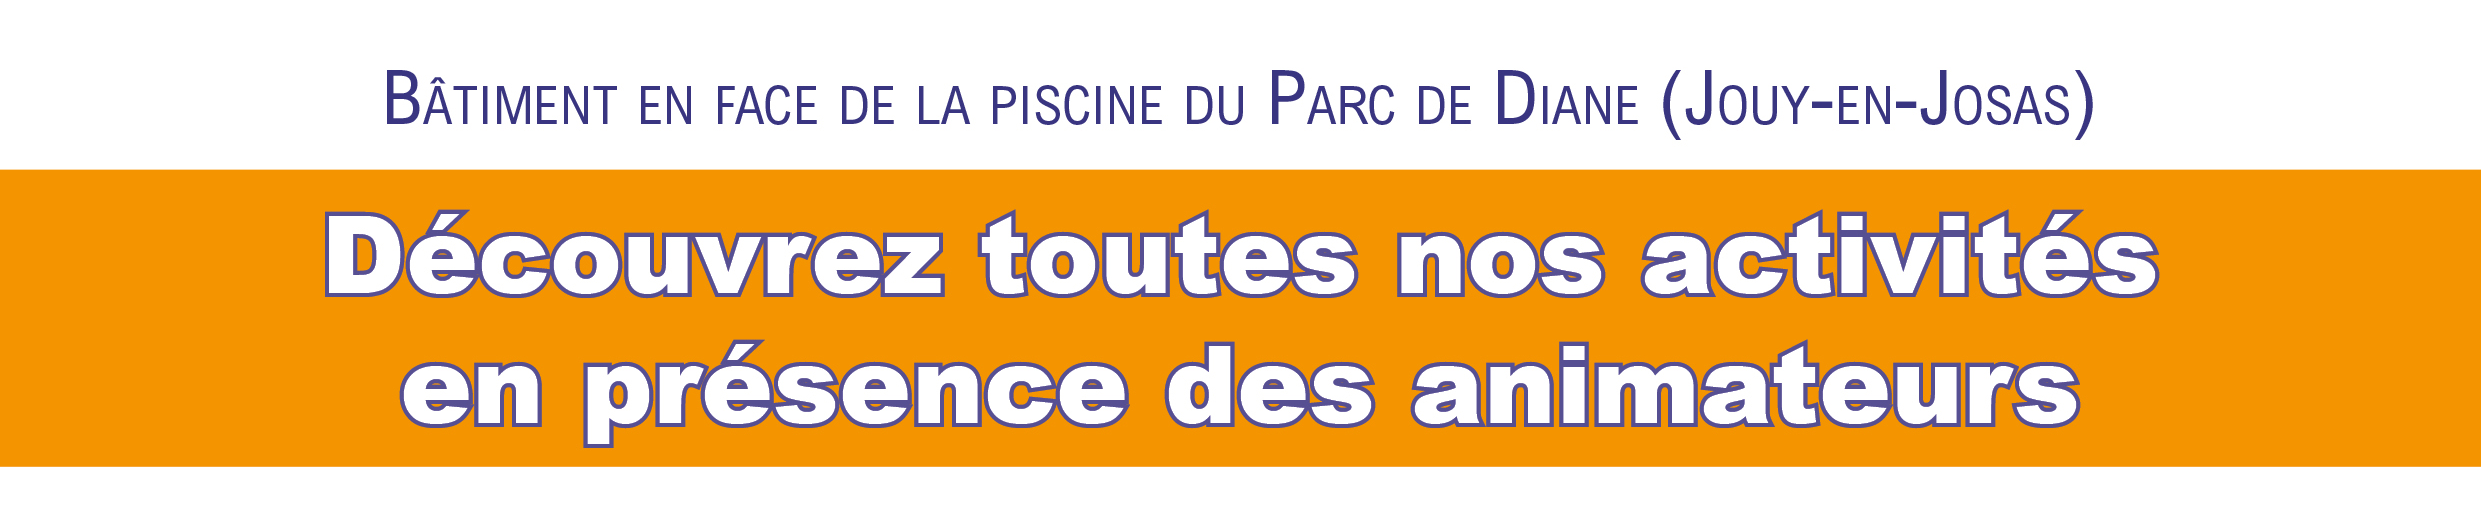 Bâtiment en face de la piscine du Parc de Diane (Jouy-en-Josas)
Découvrez toutes nos activités
en présence des animateurs